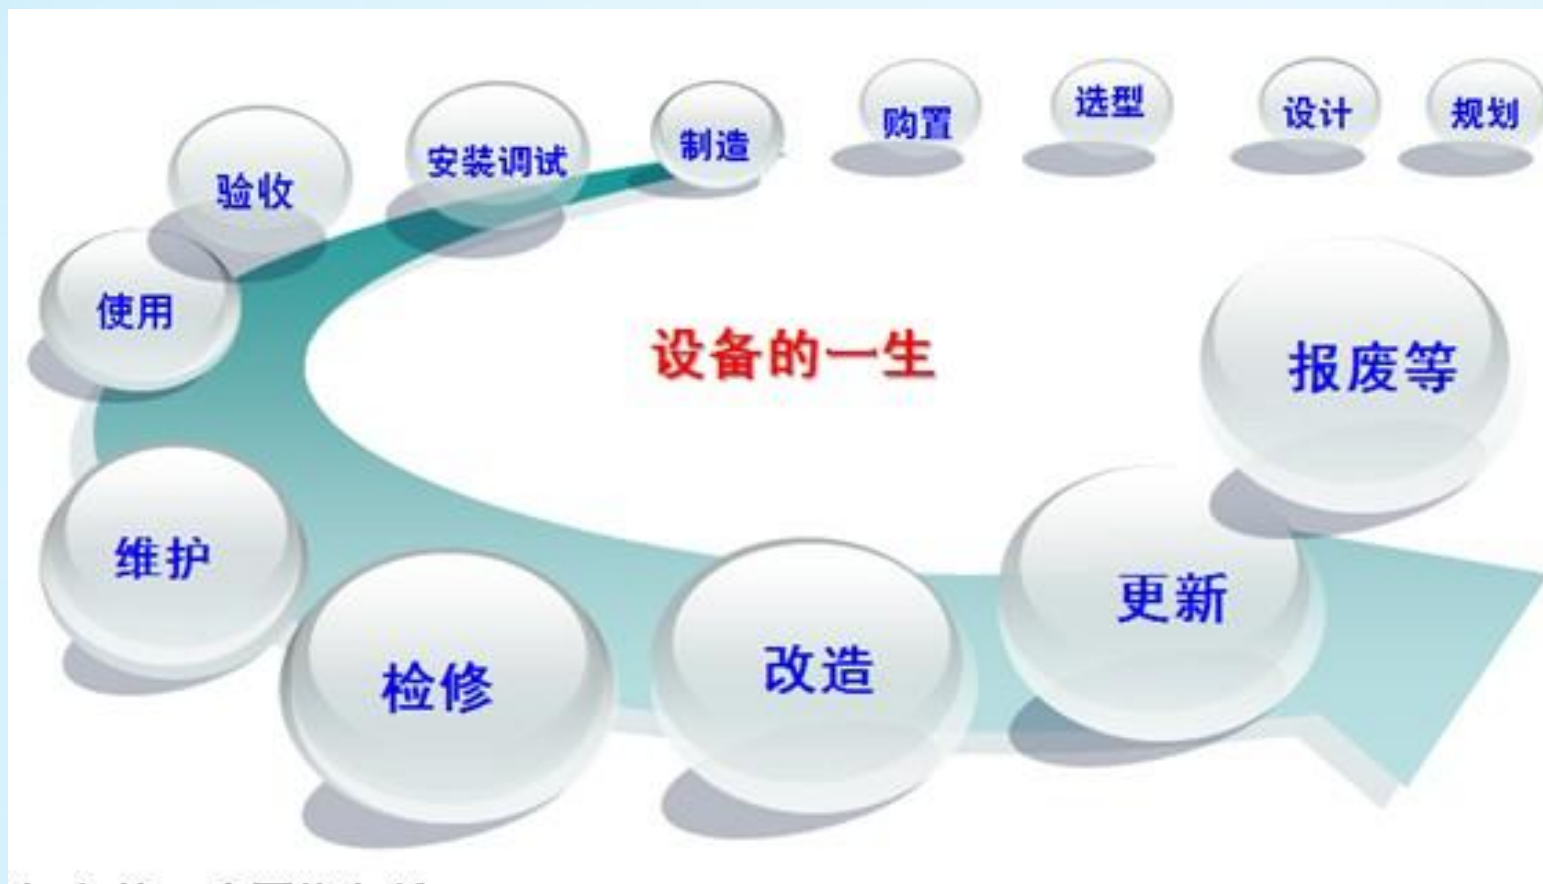 规划
设计
选型
购置
制造
安装调试
验收
使用
维护
检修
改造
更新
报废等
设备的一生